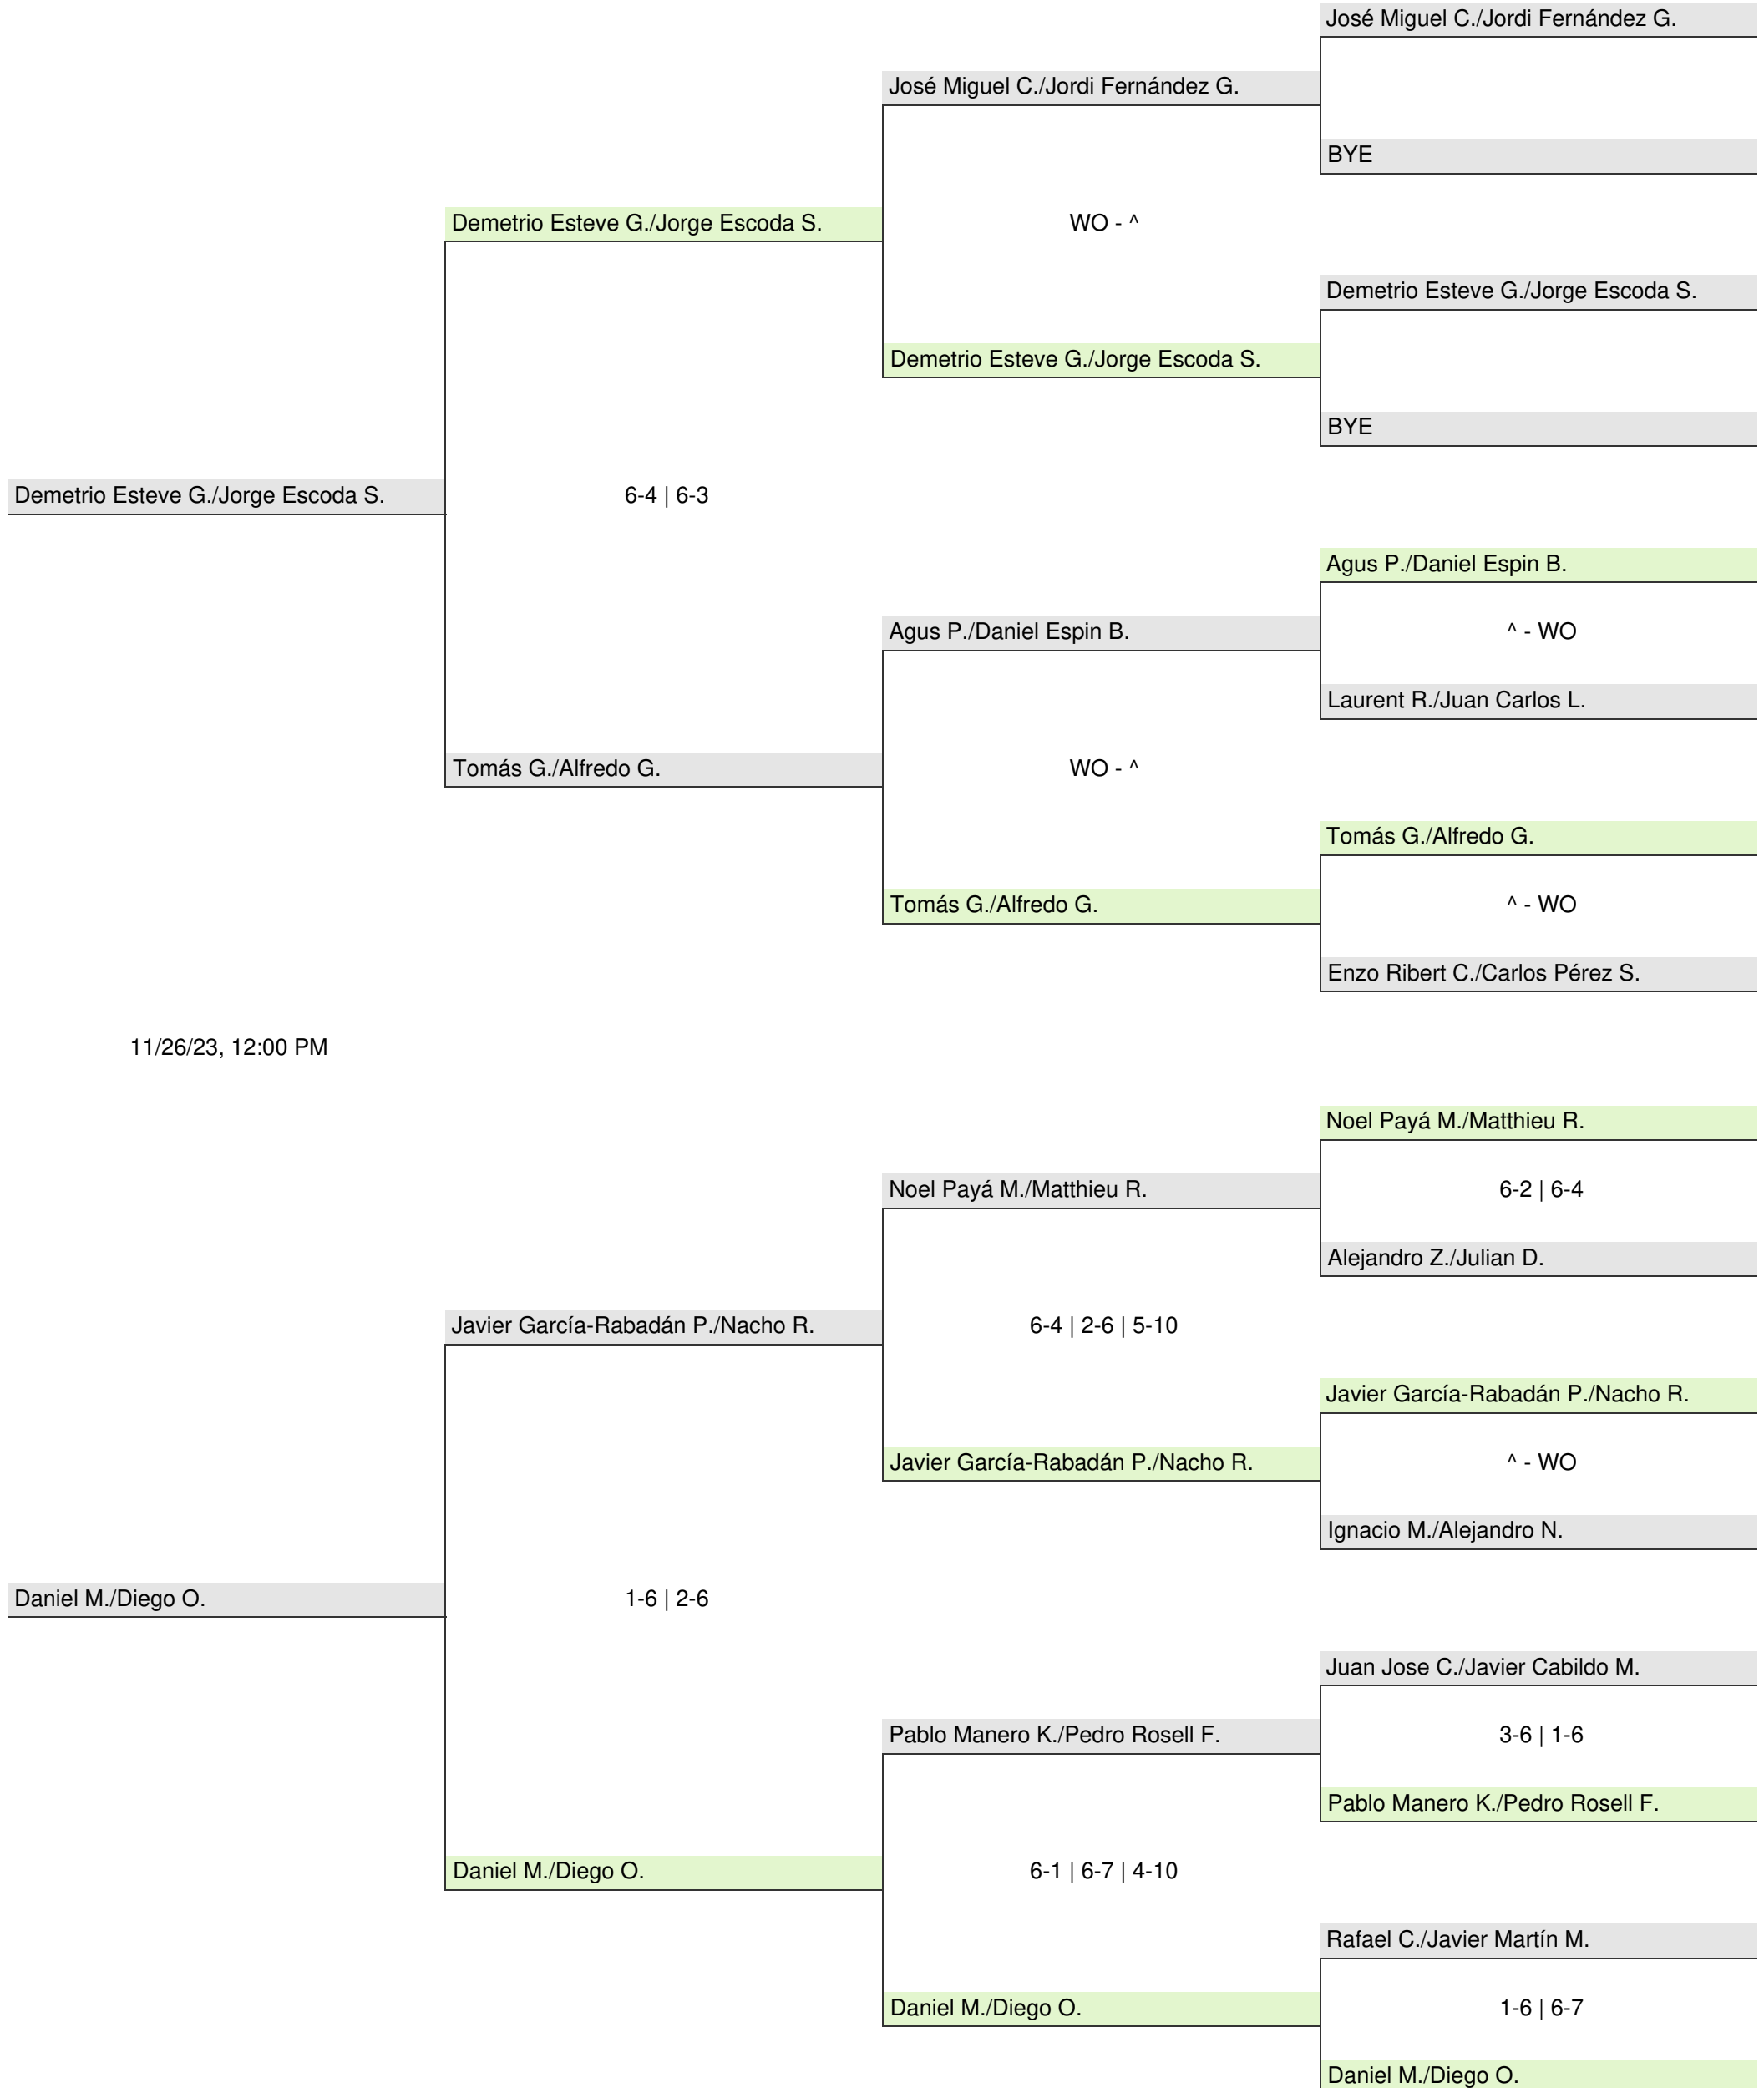 José Miguel C./Jordi Fernández G.
José Miguel C./Jordi Fernández G.
BYE
Demetrio Esteve G./Jorge Escoda S.
WO - ^
Demetrio Esteve G./Jorge Escoda S.
Demetrio Esteve G./Jorge Escoda S.
BYE
Demetrio Esteve G./Jorge Escoda S.
6-4 | 6-3
Agus P./Daniel Espin B.
Agus P./Daniel Espin B.
^ - WO
Laurent R./Juan Carlos L.
Tomás G./Alfredo G.
WO - ^
Tomás G./Alfredo G.
Tomás G./Alfredo G.
^ - WO
Enzo Ribert C./Carlos Pérez S.
11/26/23, 12:00 PM
Noel Payá M./Matthieu R.
Noel Payá M./Matthieu R.
6-2 | 6-4
Alejandro Z./Julian D.
Javier García-Rabadán P./Nacho R.
6-4 | 2-6 | 5-10
Javier García-Rabadán P./Nacho R.
Javier García-Rabadán P./Nacho R.
^ - WO
Ignacio M./Alejandro N.
Daniel M./Diego O.
1-6 | 2-6
Juan Jose C./Javier Cabildo M.
Pablo Manero K./Pedro Rosell F.
3-6 | 1-6
Pablo Manero K./Pedro Rosell F.
Daniel M./Diego O.
6-1 | 6-7 | 4-10
Rafael C./Javier Martín M.
Daniel M./Diego O.
1-6 | 6-7
Daniel M./Diego O.